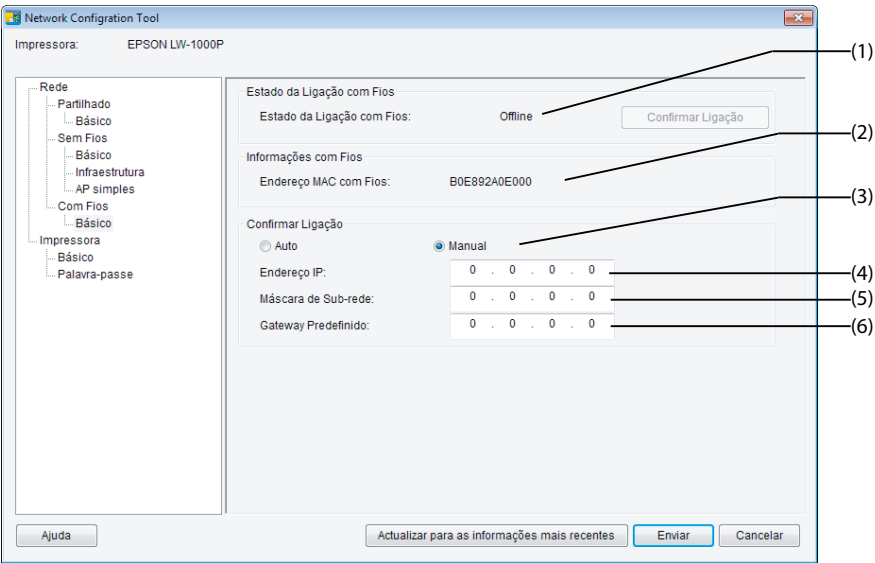 Network Configration Tool
Impressora: EPSON LW-1000P
(1)
Rede
Partilhado
Básico
Sem Fios
Básico
Infraestrutura
AP simples
Com Fios
Básico
Impressora
Básico
Palavra-passe
Estado da Ligação com Fios
Estado da Ligação com Fios: Offline Confirmar Ligação
(2)
Informações com Fios
Endereço MAC com Fios: B0E892A0E000
(3)
Confirmar Ligação
Auto Manual
Endereço IP: 0 . 0 . 0 . 0 (4)
Máscara de Sub-rede: 0 . 0 . 0 . 0 (5)
Gateway Predefinido: 0 . 0 . 0 . 0 (6)
Ajuda Actualizar para as informações mais recentes Enviar Cancelar